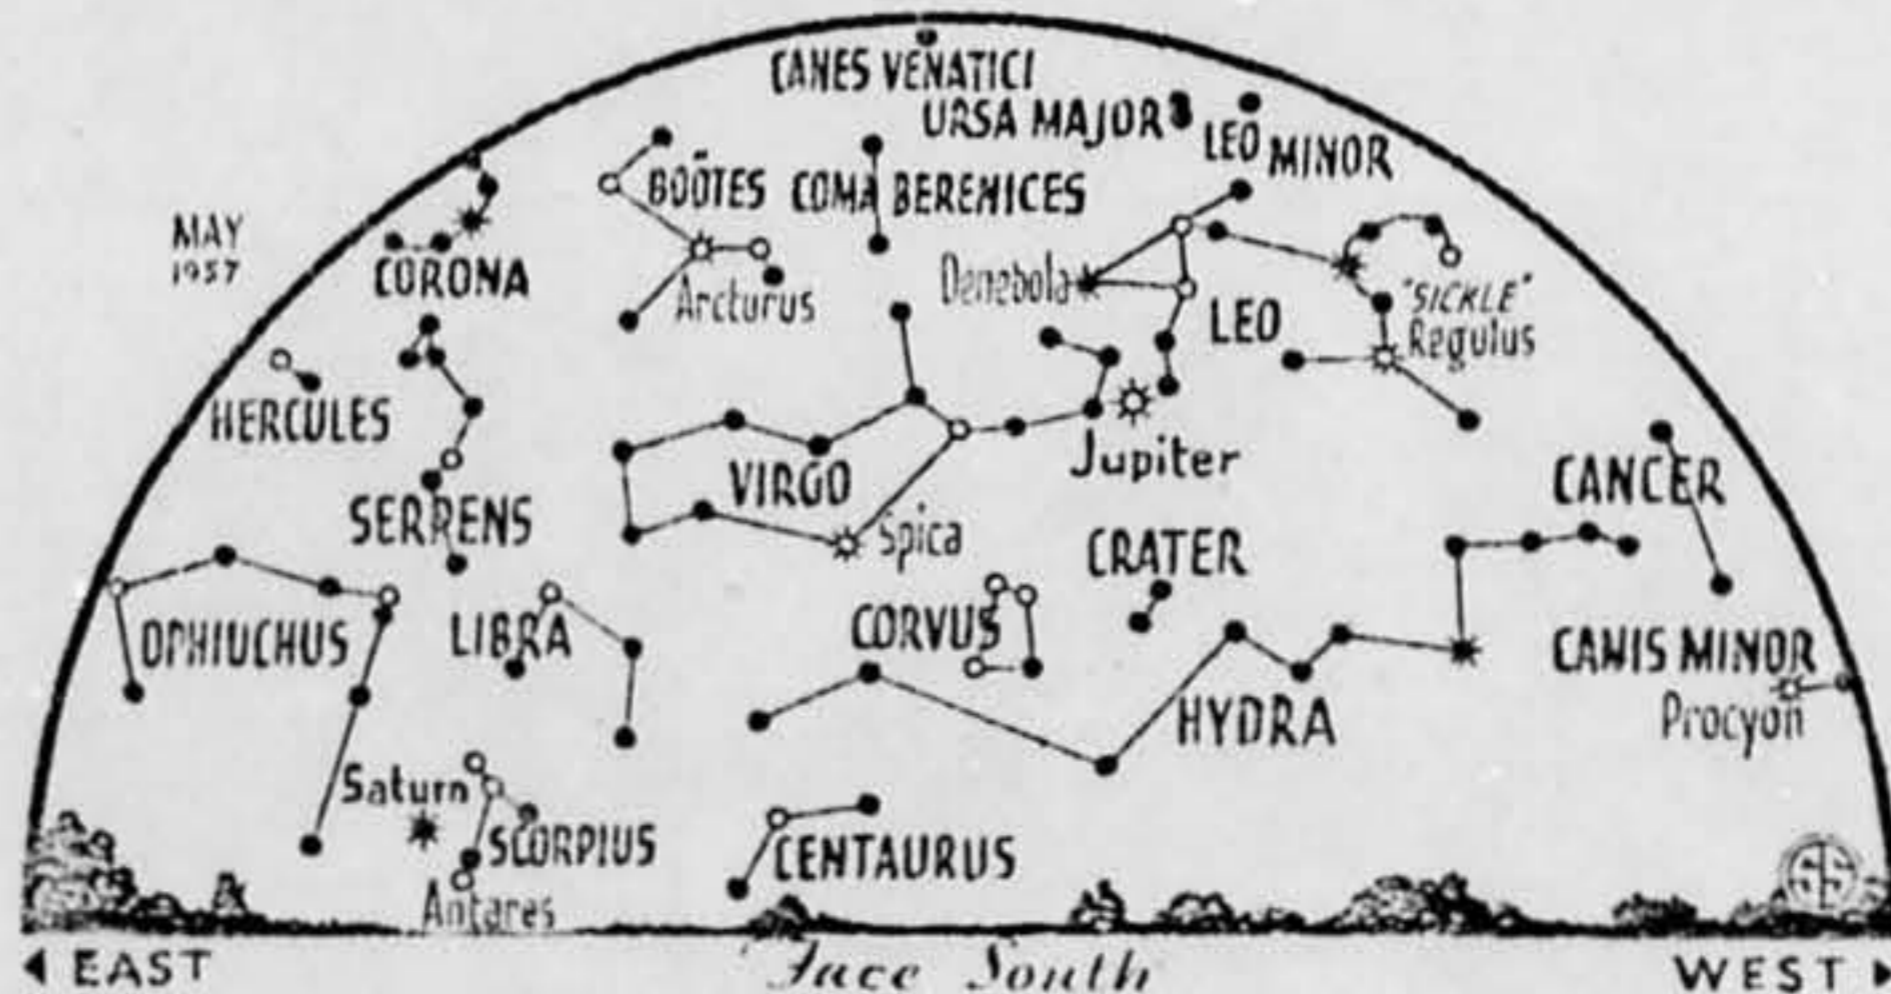 CANES VENATICI
URSA MAJOR
LEO MINOR
BOÖTES
COMA BERENICES
MAY
1957
CORONA
Arcturus
Denebola
LEO
"SICKLE"
Regulus
HERCULES
VIRGO
Jupiter
CANCER
SERPENS
Spica
CRATER
OPHIUCHUS
LIBRA
CORVUS
CANIS MINOR
Procyon
HYDRA
Saturn
SCORPIUS
CENTAURUS
Antares
EAST
Face South
WEST